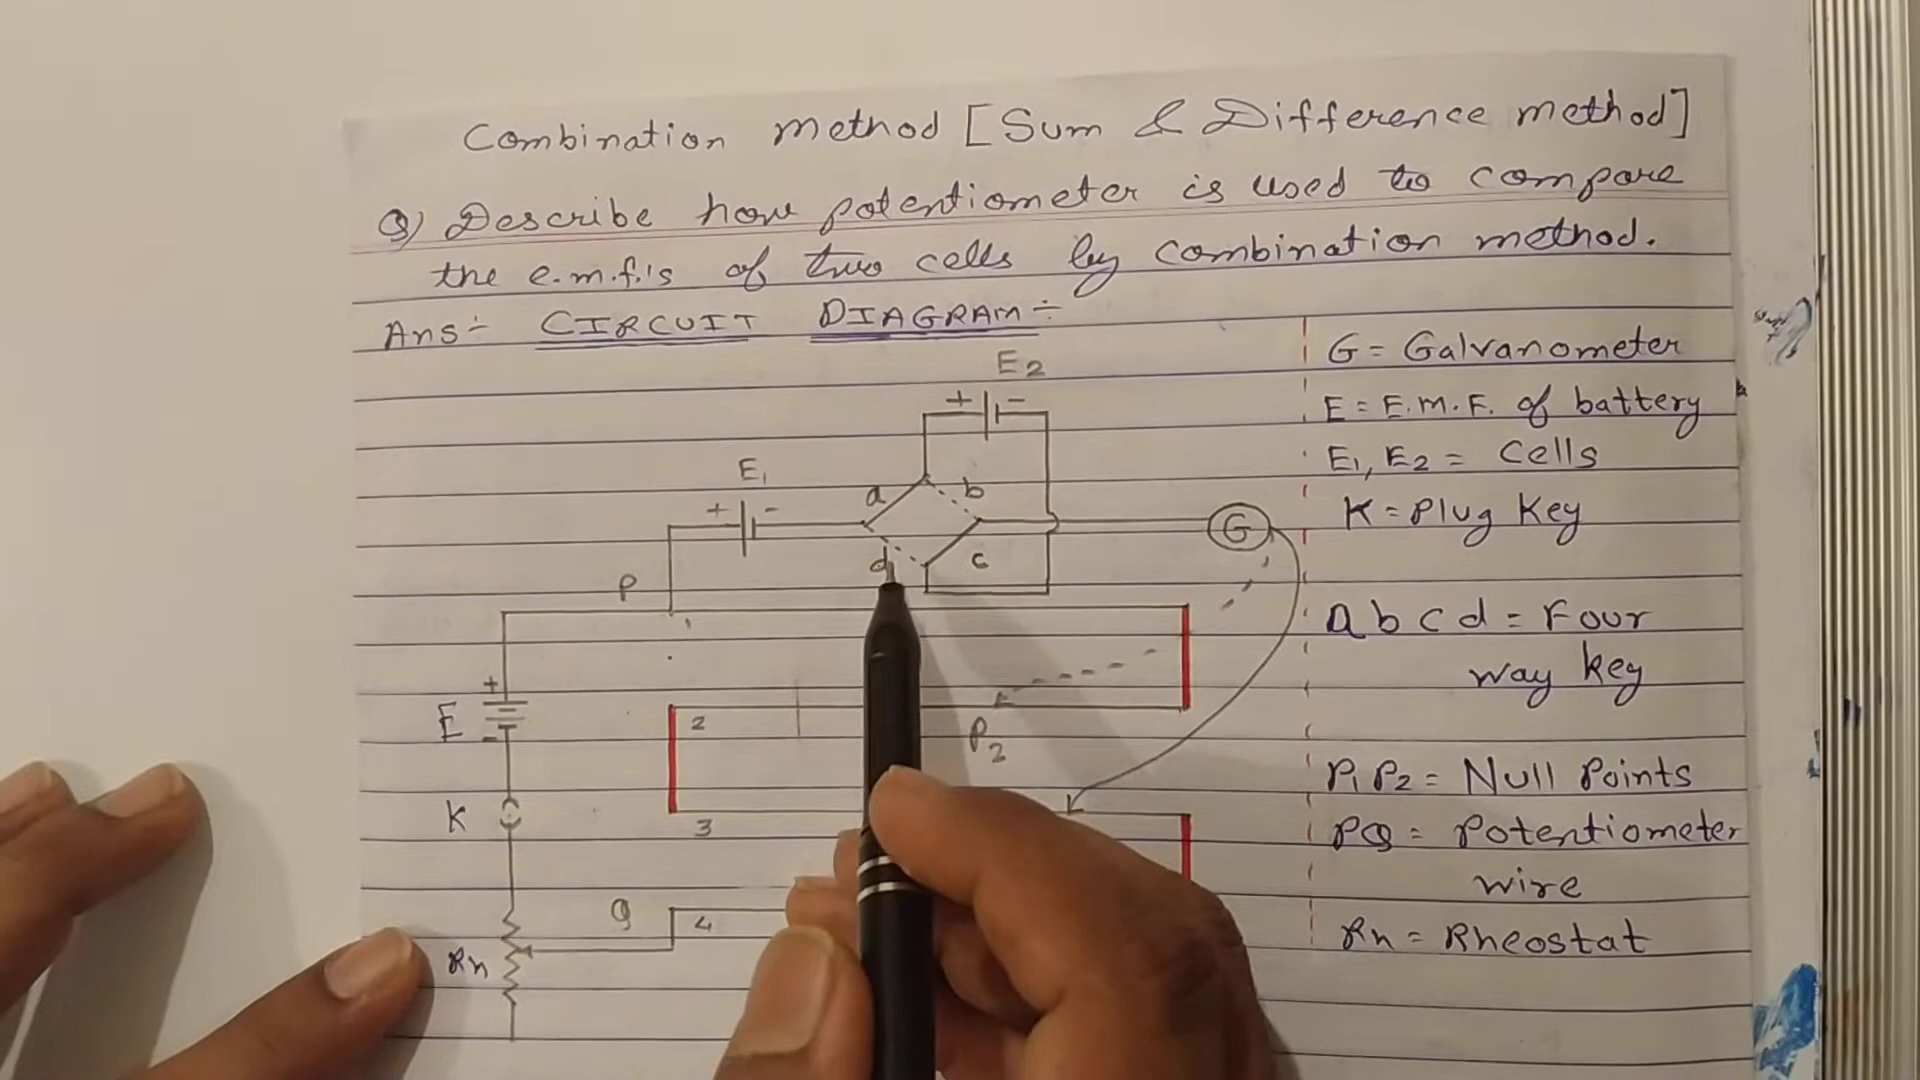 Combination method [Sum & Difference method]
Q) Describe how potentiometer is used to compare
the e.m.f.'s of two cells by combination method.
Ans:- CIRCUIT DIAGRAM:-
E2
+ -
E1
+ -
a
b
c
d
G
P
1
E
+
-
2
P2
K
3
Q
4
Rh
G = Galvanometer
E = E.M.F. of battery
E1, E2 = Cells
K = Plug Key
a b c d = Four
way key
P1 P2 = Null Points
PQ = Potentiometer
wire
Rh = Rheostat